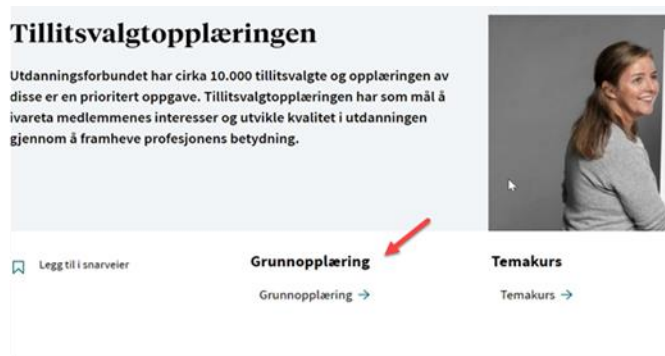 Tillitsvalgtopplæringen
Utdanningsforbundet har cirka 10.000 tillitsvalgte og opplæringen av
disse er en prioritert oppgave. Tillitsvalgtopplæringen har som mål å
ivareta medlemmenes interesser og utvikle kvalitet i utdanningen
gjennom å framheve profesjonens betydning.
Legg til i snarveier
Grunnopplæring
Grunnopplæring →
Temakurs
Temakurs →